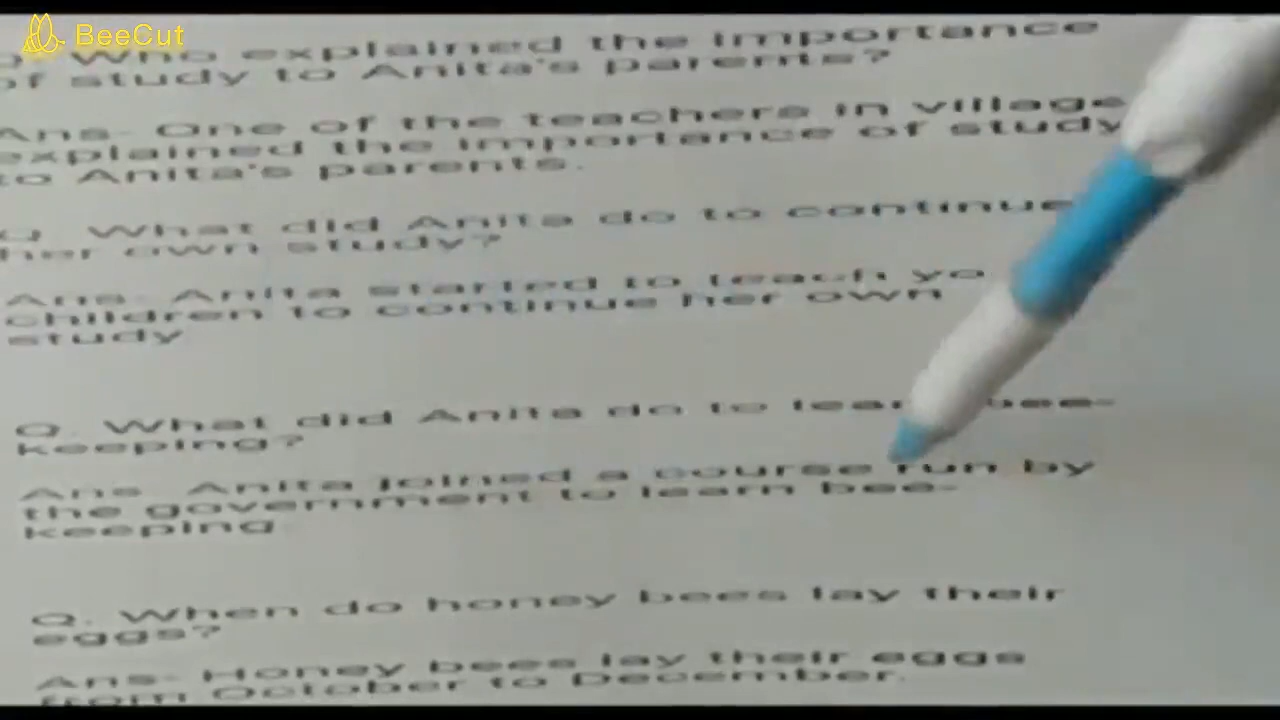 BeeCut
Who explained the importance
of study to Anita's parents?
Ans- One of the teachers in village
explained the importance of study
to Anita's parents.
Q. What did Anita do to continue
her own study?
Ans- Anita started to teach yo
children to continue her own
study
Q. What did Anita do to learn bee-
keeping?
Ans- Anita joined a course run by
the government to learn bee-
keeping
Q. When do honey bees lay their
eggs?
Ans- Honey bees lay their eggs
from October to December.